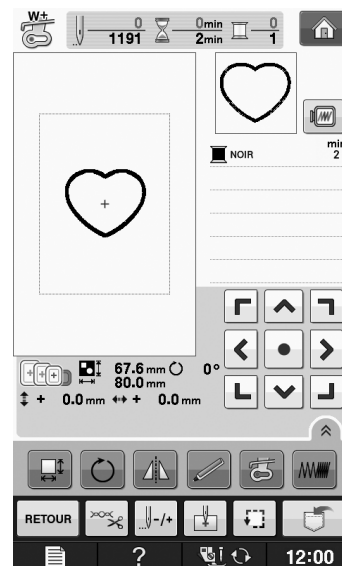 W+
0 0min 0
1191 2min 1
min
NOIR 2
67.6 mm 0°
80.0 mm
+ 0.0 mm + 0.0 mm
RETOUR -/+
? 12:00